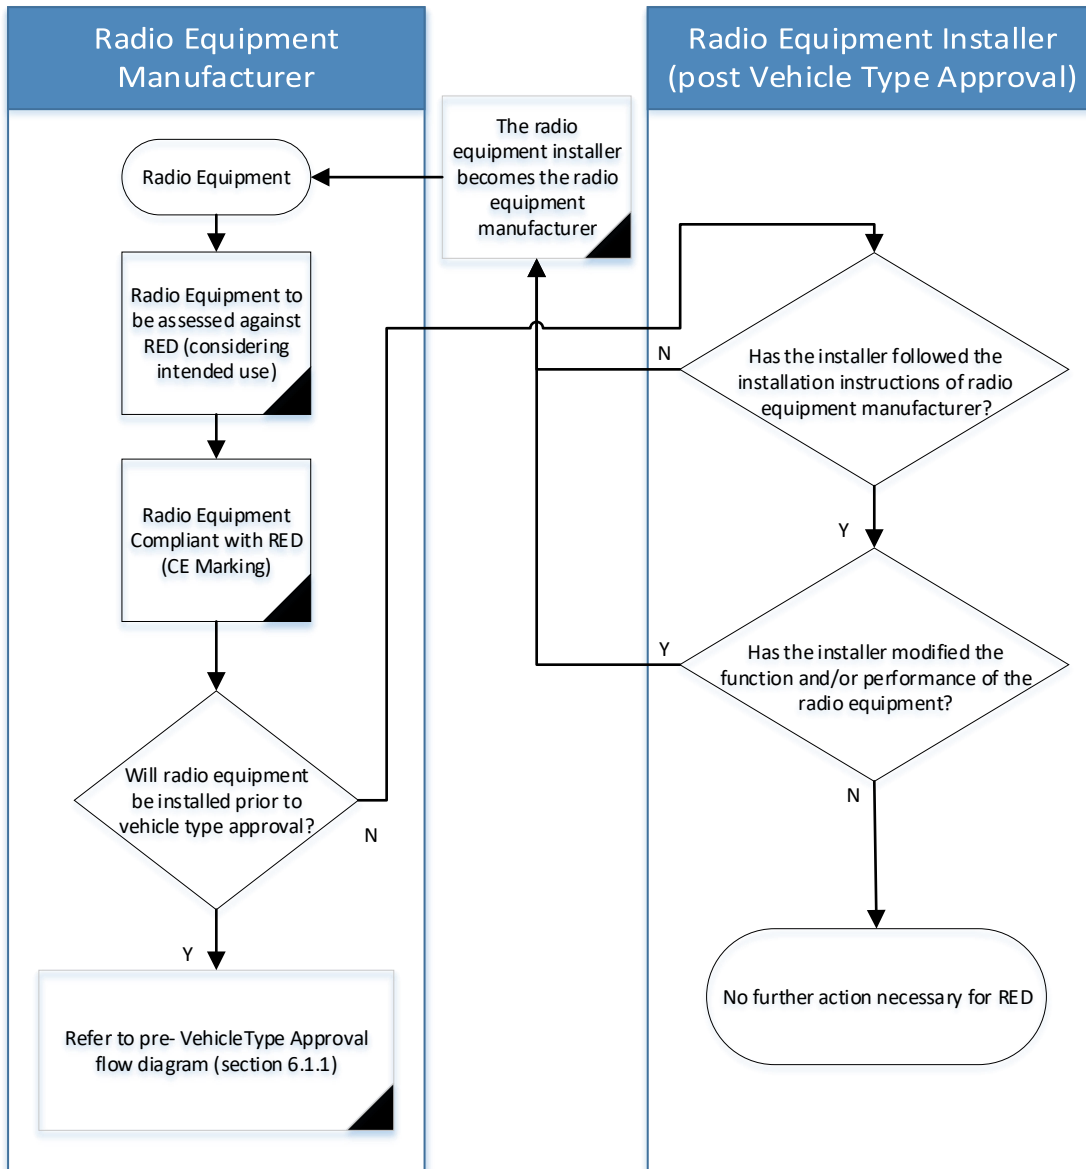 Radio Equipment
Manufacturer
Radio Equipment Installer
(post Vehicle Type Approval)
The radio
equipment installer
becomes the radio
equipment
manufacturer
Radio Equipment
Radio Equipment to
be assessed against
RED (considering
intended use)
Radio Equipment
Compliant with RED
(CE Marking)
Will radio equipment
be installed prior to
vehicle type approval?
N
Y
Refer to pre- VehicleType Approval
flow diagram (section 6.1.1)
N
Has the installer followed the
installation instructions of radio
equipment manufacturer?
Y
Y
Has the installer modified the
function and/or performance of the
radio equipment?
N
No further action necessary for RED